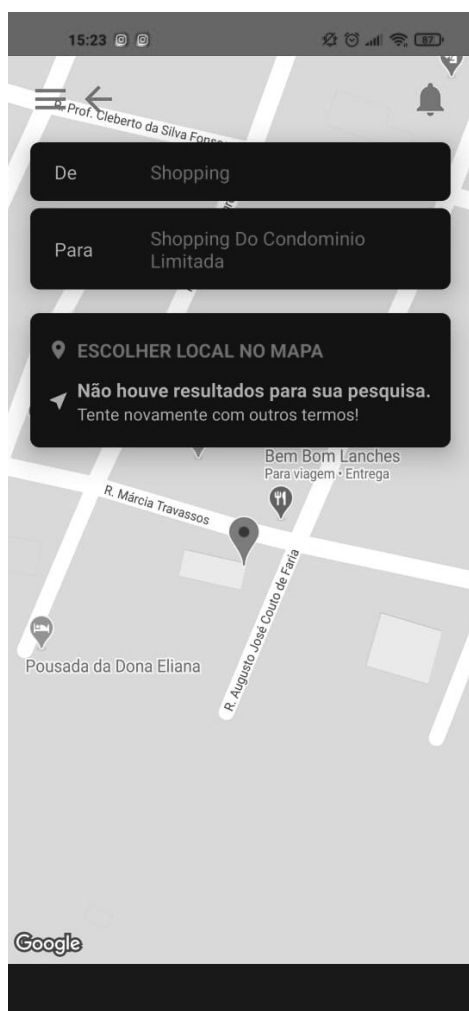 15:23
87
R. Prof. Cleberto da Silva
De
Shopping
Para
Shopping Do Condominio
Limitada
ESCOLHER LOCAL NO MAPA
Não houve resultados para sua pesquisa.
Tente novamente com outros termos!
Bem Bom Lanches
Para viagem • Entrega
R. Márcia Travassos
R. Augusto José Couto de Faria
Pousada da Dona Eliana
Google